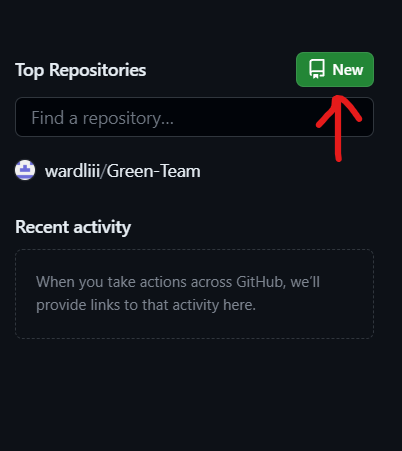 Top Repositories
New
Find a repository...
wardliii/Green-Team
Recent activity
When you take actions across GitHub, we'll
provide links to that activity here.